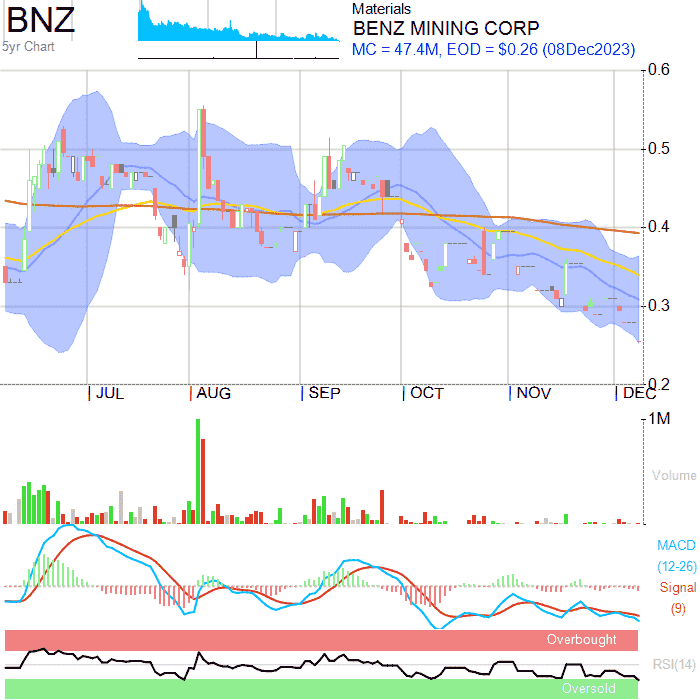 BNZ
5yr Chart
Materials
BENZ MINING CORP
MC = 47.4M, EOD = $0.26 (08Dec2023)
0.6
0.5
0.4
0.3
0.2
JUL AUG SEP OCT NOV DEC
1M
Volume
MACD
(12-26)
Signal
(9)
Overbought
RSI(14)
Oversold